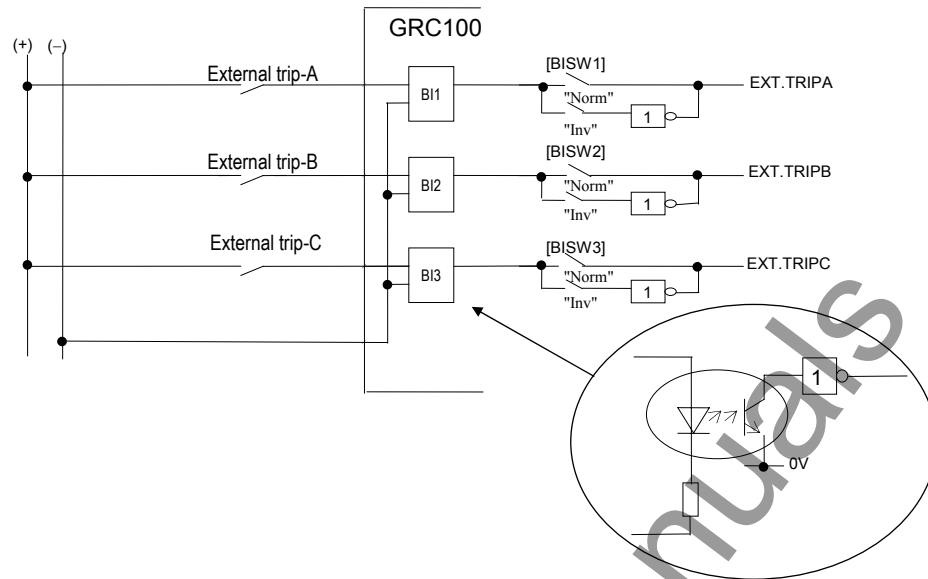 GRC100
(+) (−)
[BISW1]
External trip-A
EXT.TRIPA
BI1
"Norm"
1
"Inv"
[BISW2]
External trip-B
EXT.TRIPB
BI2
"Norm"
1
"Inv"
[BISW3]
External trip-C
EXT.TRIPC
BI3
"Norm"
1
"Inv"
1
0V
nuals